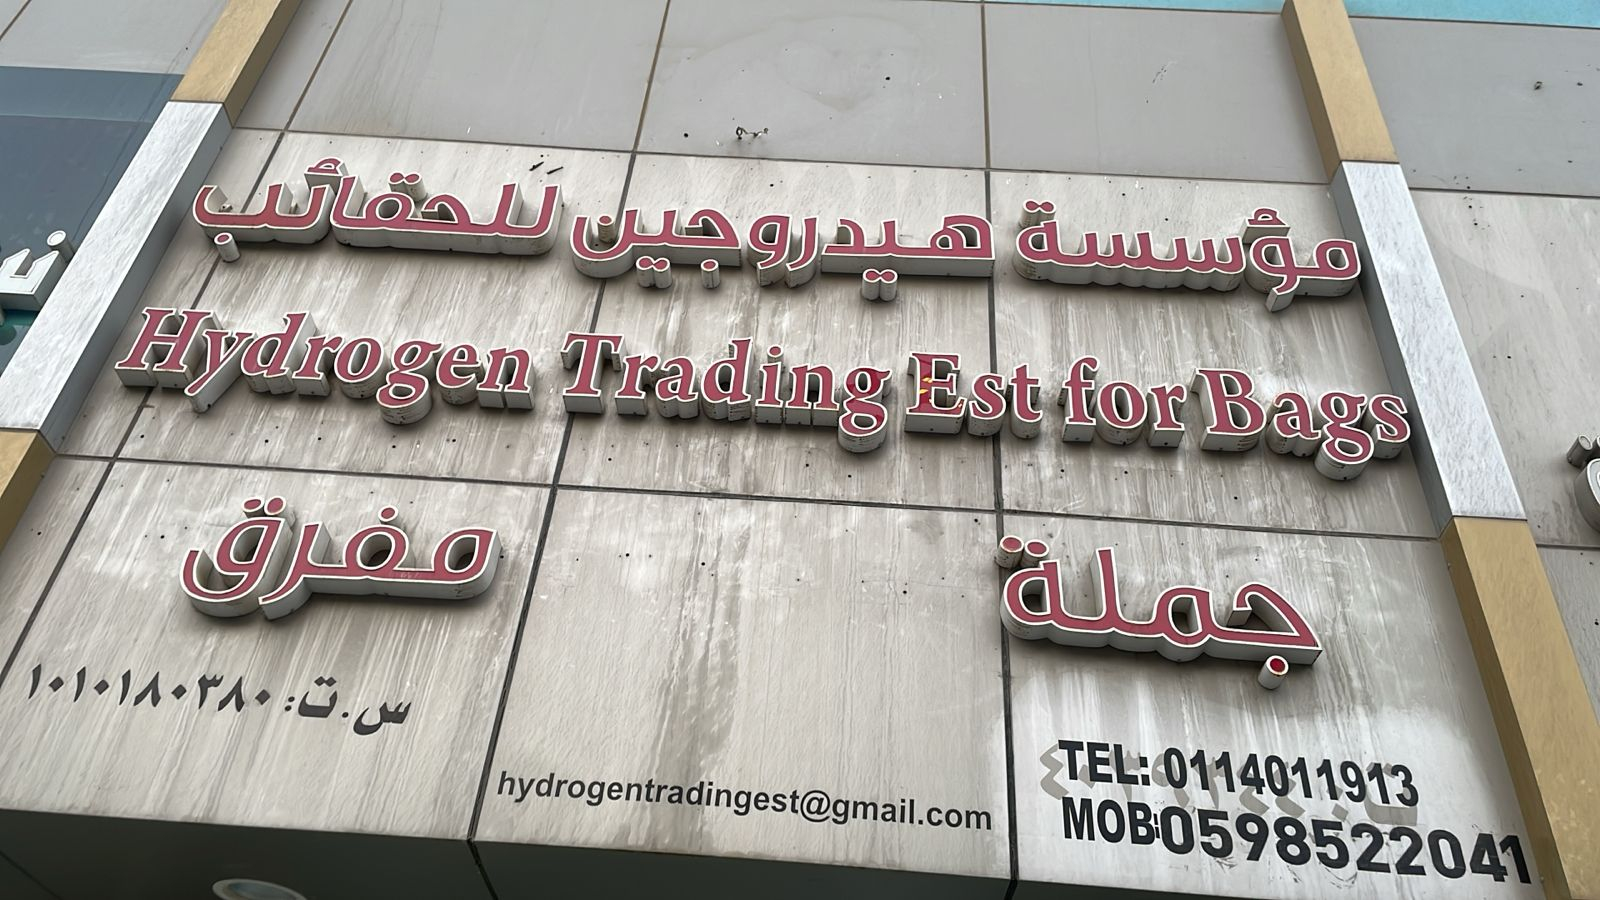 مؤسسة هيدروجين للحقائب
Hydrogen Trading Est for Bags
جملة مفرق
س.ت: ١٠١٠١٨٠٣٨٠
hydrogentradingest@gmail.com
TEL: 0114011913
MOB:0598522041